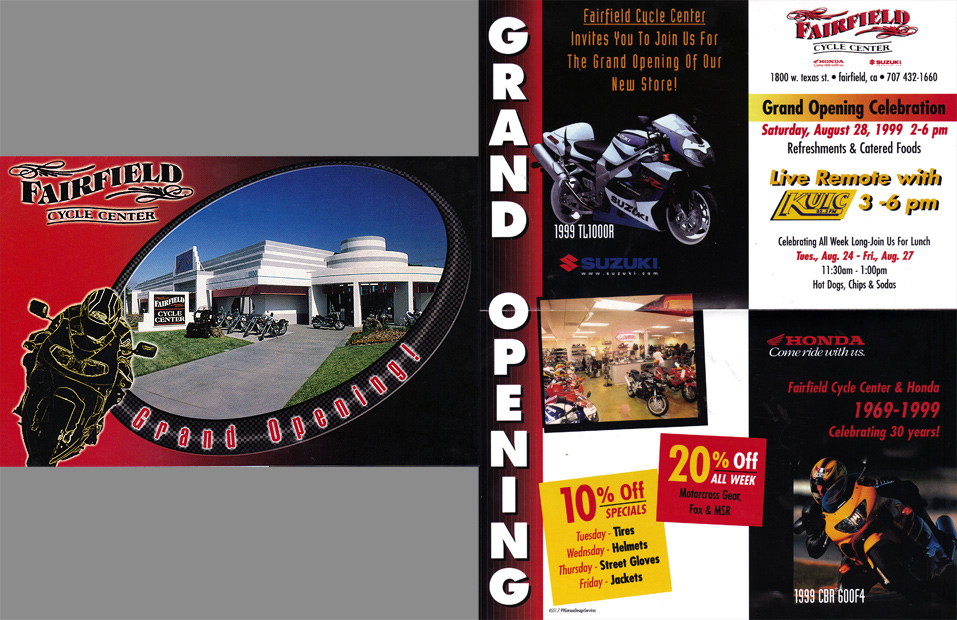 FAIRFIELD
CYCLE CENTER
FAIRFIELD
CYCLE
CENTER
Grand Opening!
GRAND OPENING
Fairfield Cycle Center
Invites You To Join Us For
The Grand Opening Of Our
New Store!
SUZUKI
1999 TL1000R
SUZUKI
www.suzuki.com
FAIRFIELD
CYCLE CENTER
HONDA
Come ride with us.
SUZUKI
1800 w. texas st. • fairfield, ca • 707 432-1660
Grand Opening Celebration
Saturday, August 28, 1999 2-6 pm
Refreshments & Catered Foods
Live Remote with
KUIC
3 -6 pm
Celebrating All Week Long-Join Us For Lunch
Tues., Aug. 24 - Fri., Aug. 27
11:30am - 1:00pm
Hot Dogs, Chips & Sodas
10% Off
SPECIALS
Tuesday - Tires
Wednsday - Helmets
Thursday - Street Gloves
Friday - Jackets
20% Off
ALL WEEK
Motorcross Gear,
Fox & MSR
HONDA
Come ride with us.
Fairfield Cycle Center & Honda
1969-1999
Celebrating 30 years!
1999 CBR 600F4